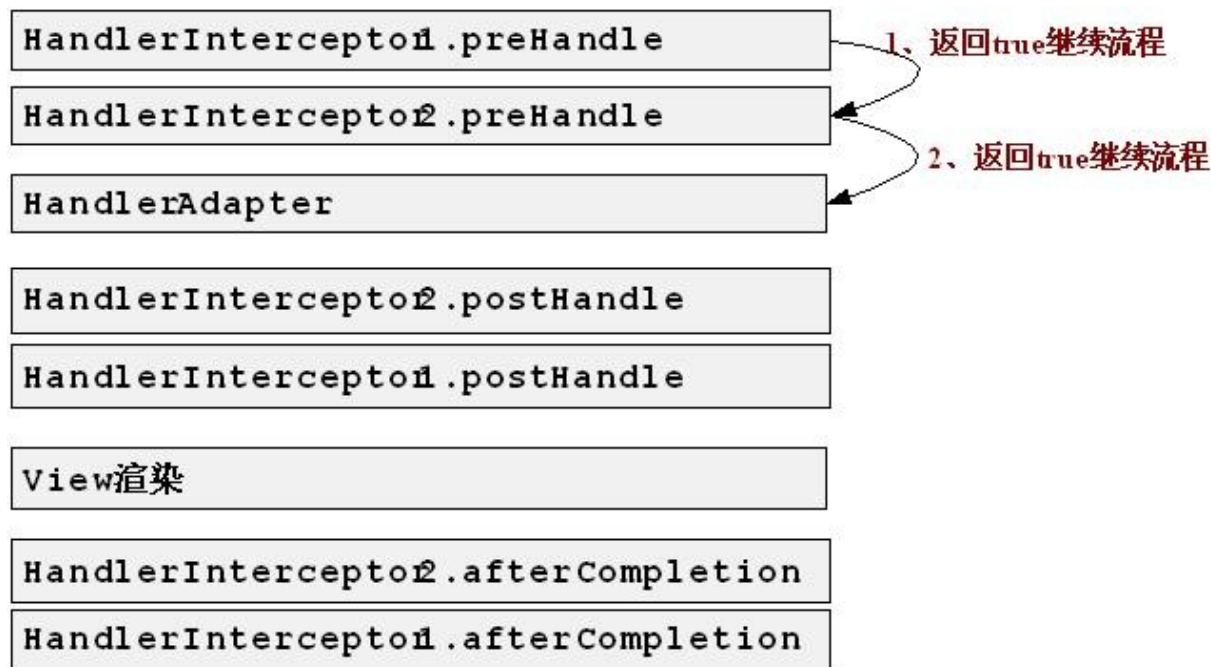 HandlerInterceptor1.preHandle
1、返回true继续流程
HandlerInterceptor2.preHandle
2、返回true继续流程
HandlerAdapter
HandlerInterceptor2.postHandle
HandlerInterceptor1.postHandle
View渲染
HandlerInterceptor2.afterCompletion
HandlerInterceptor1.afterCompletion